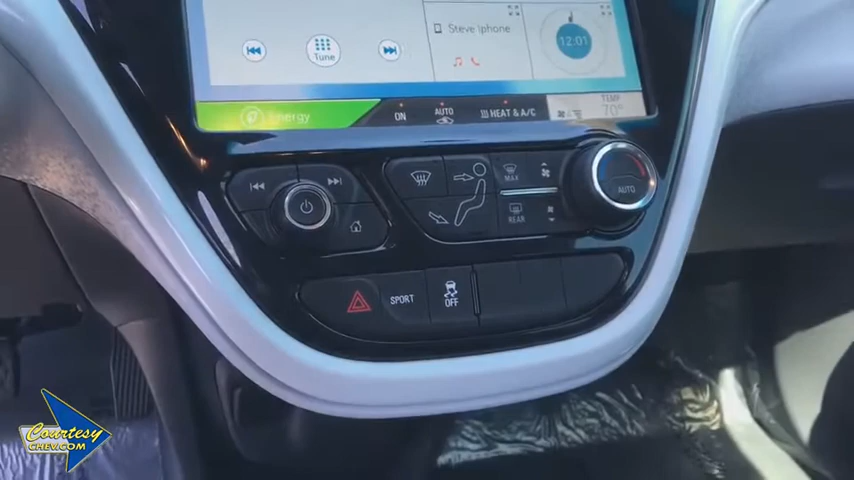 Steve iPhone
12:01
Tune
Energy
ON
AUTO
HEAT & A/C
TEMP
70°
MAX
AUTO
REAR
SPORT
OFF
Courtesy
CHEV.COM